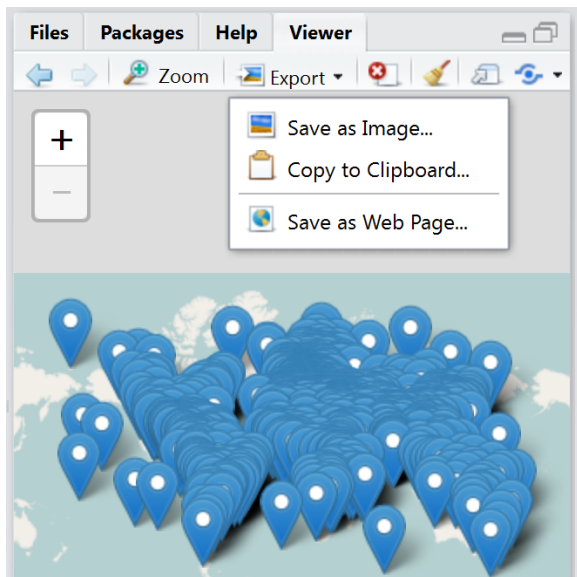 Files Packages Help Viewer
Zoom Export
+
−
Save as Image...
Copy to Clipboard...
Save as Web Page...